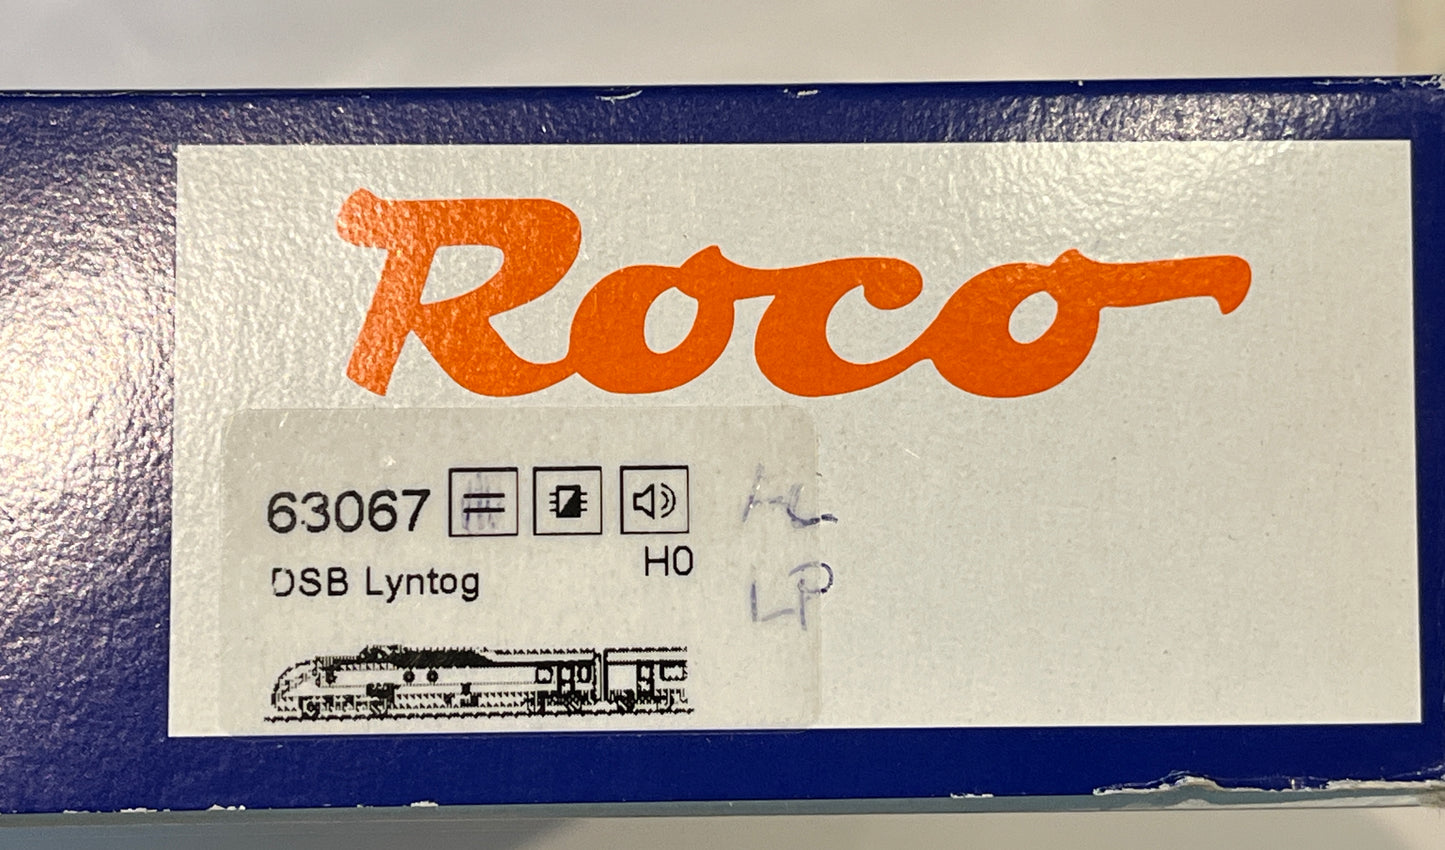 Roco
63067
H0
DSB Lyntog
LP